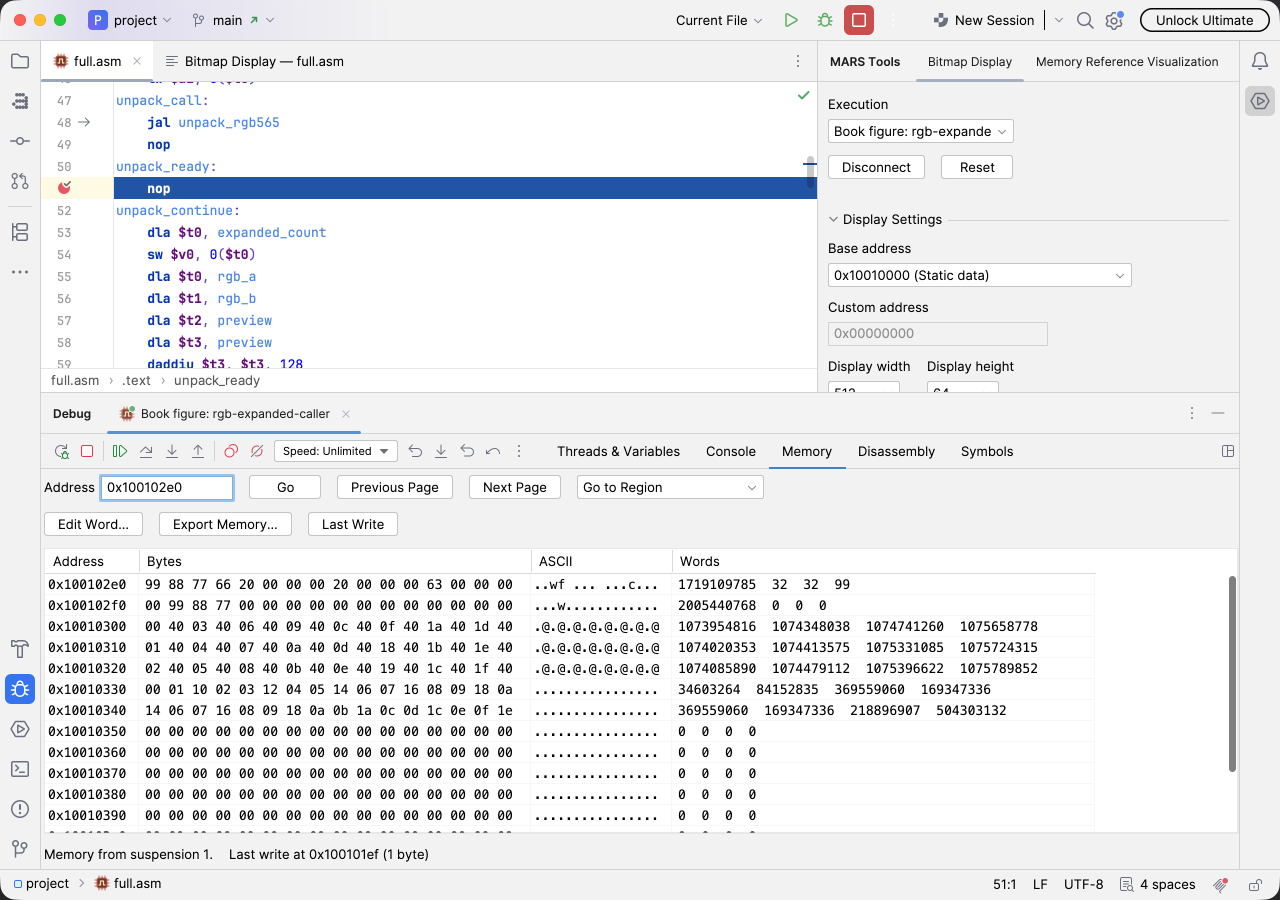 P project main Current File New Session Unlock Ultimate
full.asm Bitmap Display — full.asm
MARS Tools Bitmap Display Memory Reference Visualization
47 unpack_call:
48 jal unpack_rgb565
49 nop
50 unpack_ready:
nop
52 unpack_continue:
53 dla $t0, expanded_count
54 sw $v0, 0($t0)
55 dla $t0, rgb_a
56 dla $t1, rgb_b
57 dla $t2, preview
58 dla $t3, preview
59 daddiu $t3, $t3, 128
full.asm › .text › unpack_ready
Execution
Book figure: rgb-expande
Disconnect Reset
Display Settings
Base address
0x10010000 (Static data)
Custom address
0x00000000
Display width Display height
512 64
Debug Book figure: rgb-expanded-caller
Speed: Unlimited Threads & Variables Console Memory Disassembly Symbols
Address 0x100102e0 Go Previous Page Next Page Go to Region
Edit Word... Export Memory... Last Write
Address Bytes ASCII Words
0x100102e0 99 88 77 66 20 00 00 00 20 00 00 00 63 00 00 00 ..wf ... ...c... 1719109785 32 32 99
0x100102f0 00 99 88 77 00 00 00 00 00 00 00 00 00 00 00 00 ...w............ 2005440768 0 0 0
0x10010300 00 40 03 40 06 40 09 40 0c 40 0f 40 1a 40 1d 40 .@.@.@.@.@.@.@.@ 1073954816 1074348038 1074741260 1075658778
0x10010310 01 40 04 40 07 40 0a 40 0d 40 18 40 1b 40 1e 40 .@.@.@.@.@.@.@.@ 1074020353 1074413575 1075331085 1075724315
0x10010320 02 40 05 40 08 40 0b 40 0e 40 19 40 1c 40 1f 40 .@.@.@.@.@.@.@.@ 1074085890 1074479112 1075396622 1075789852
0x10010330 00 01 10 02 03 12 04 05 14 06 07 16 08 09 18 0a ................ 34603264 84152835 369559060 169347336
0x10010340 14 06 07 16 08 09 18 0a 0b 1a 0c 0d 1c 0e 0f 1e ................ 369559060 169347336 218896907 504303132
0x10010350 00 00 00 00 00 00 00 00 00 00 00 00 00 00 00 00 ................ 0 0 0 0
0x10010360 00 00 00 00 00 00 00 00 00 00 00 00 00 00 00 00 ................ 0 0 0 0
0x10010370 00 00 00 00 00 00 00 00 00 00 00 00 00 00 00 00 ................ 0 0 0 0
0x10010380 00 00 00 00 00 00 00 00 00 00 00 00 00 00 00 00 ................ 0 0 0 0
0x10010390 00 00 00 00 00 00 00 00 00 00 00 00 00 00 00 00 ................ 0 0 0 0
Memory from suspension 1. Last write at 0x100101ef (1 byte)
project › full.asm 51:1 LF UTF-8 4 spaces